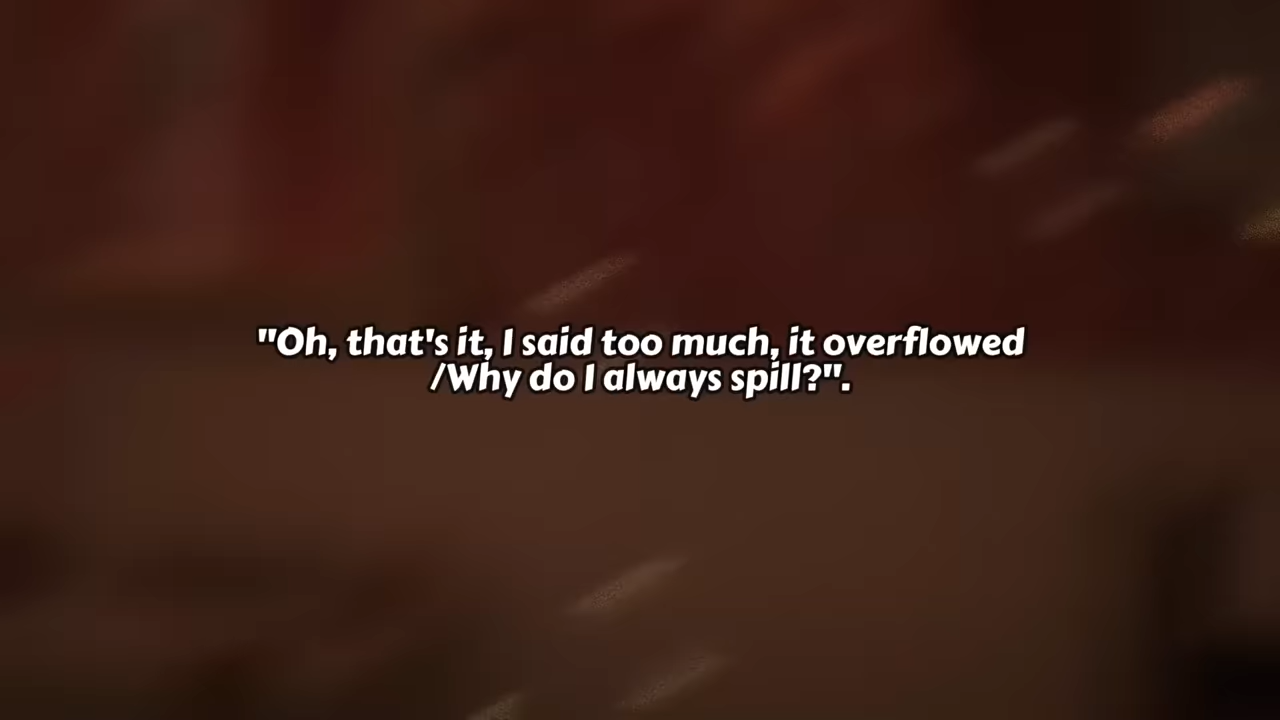 "Oh, that's it, I said too much, it overflowed
/Why do I always spill?".